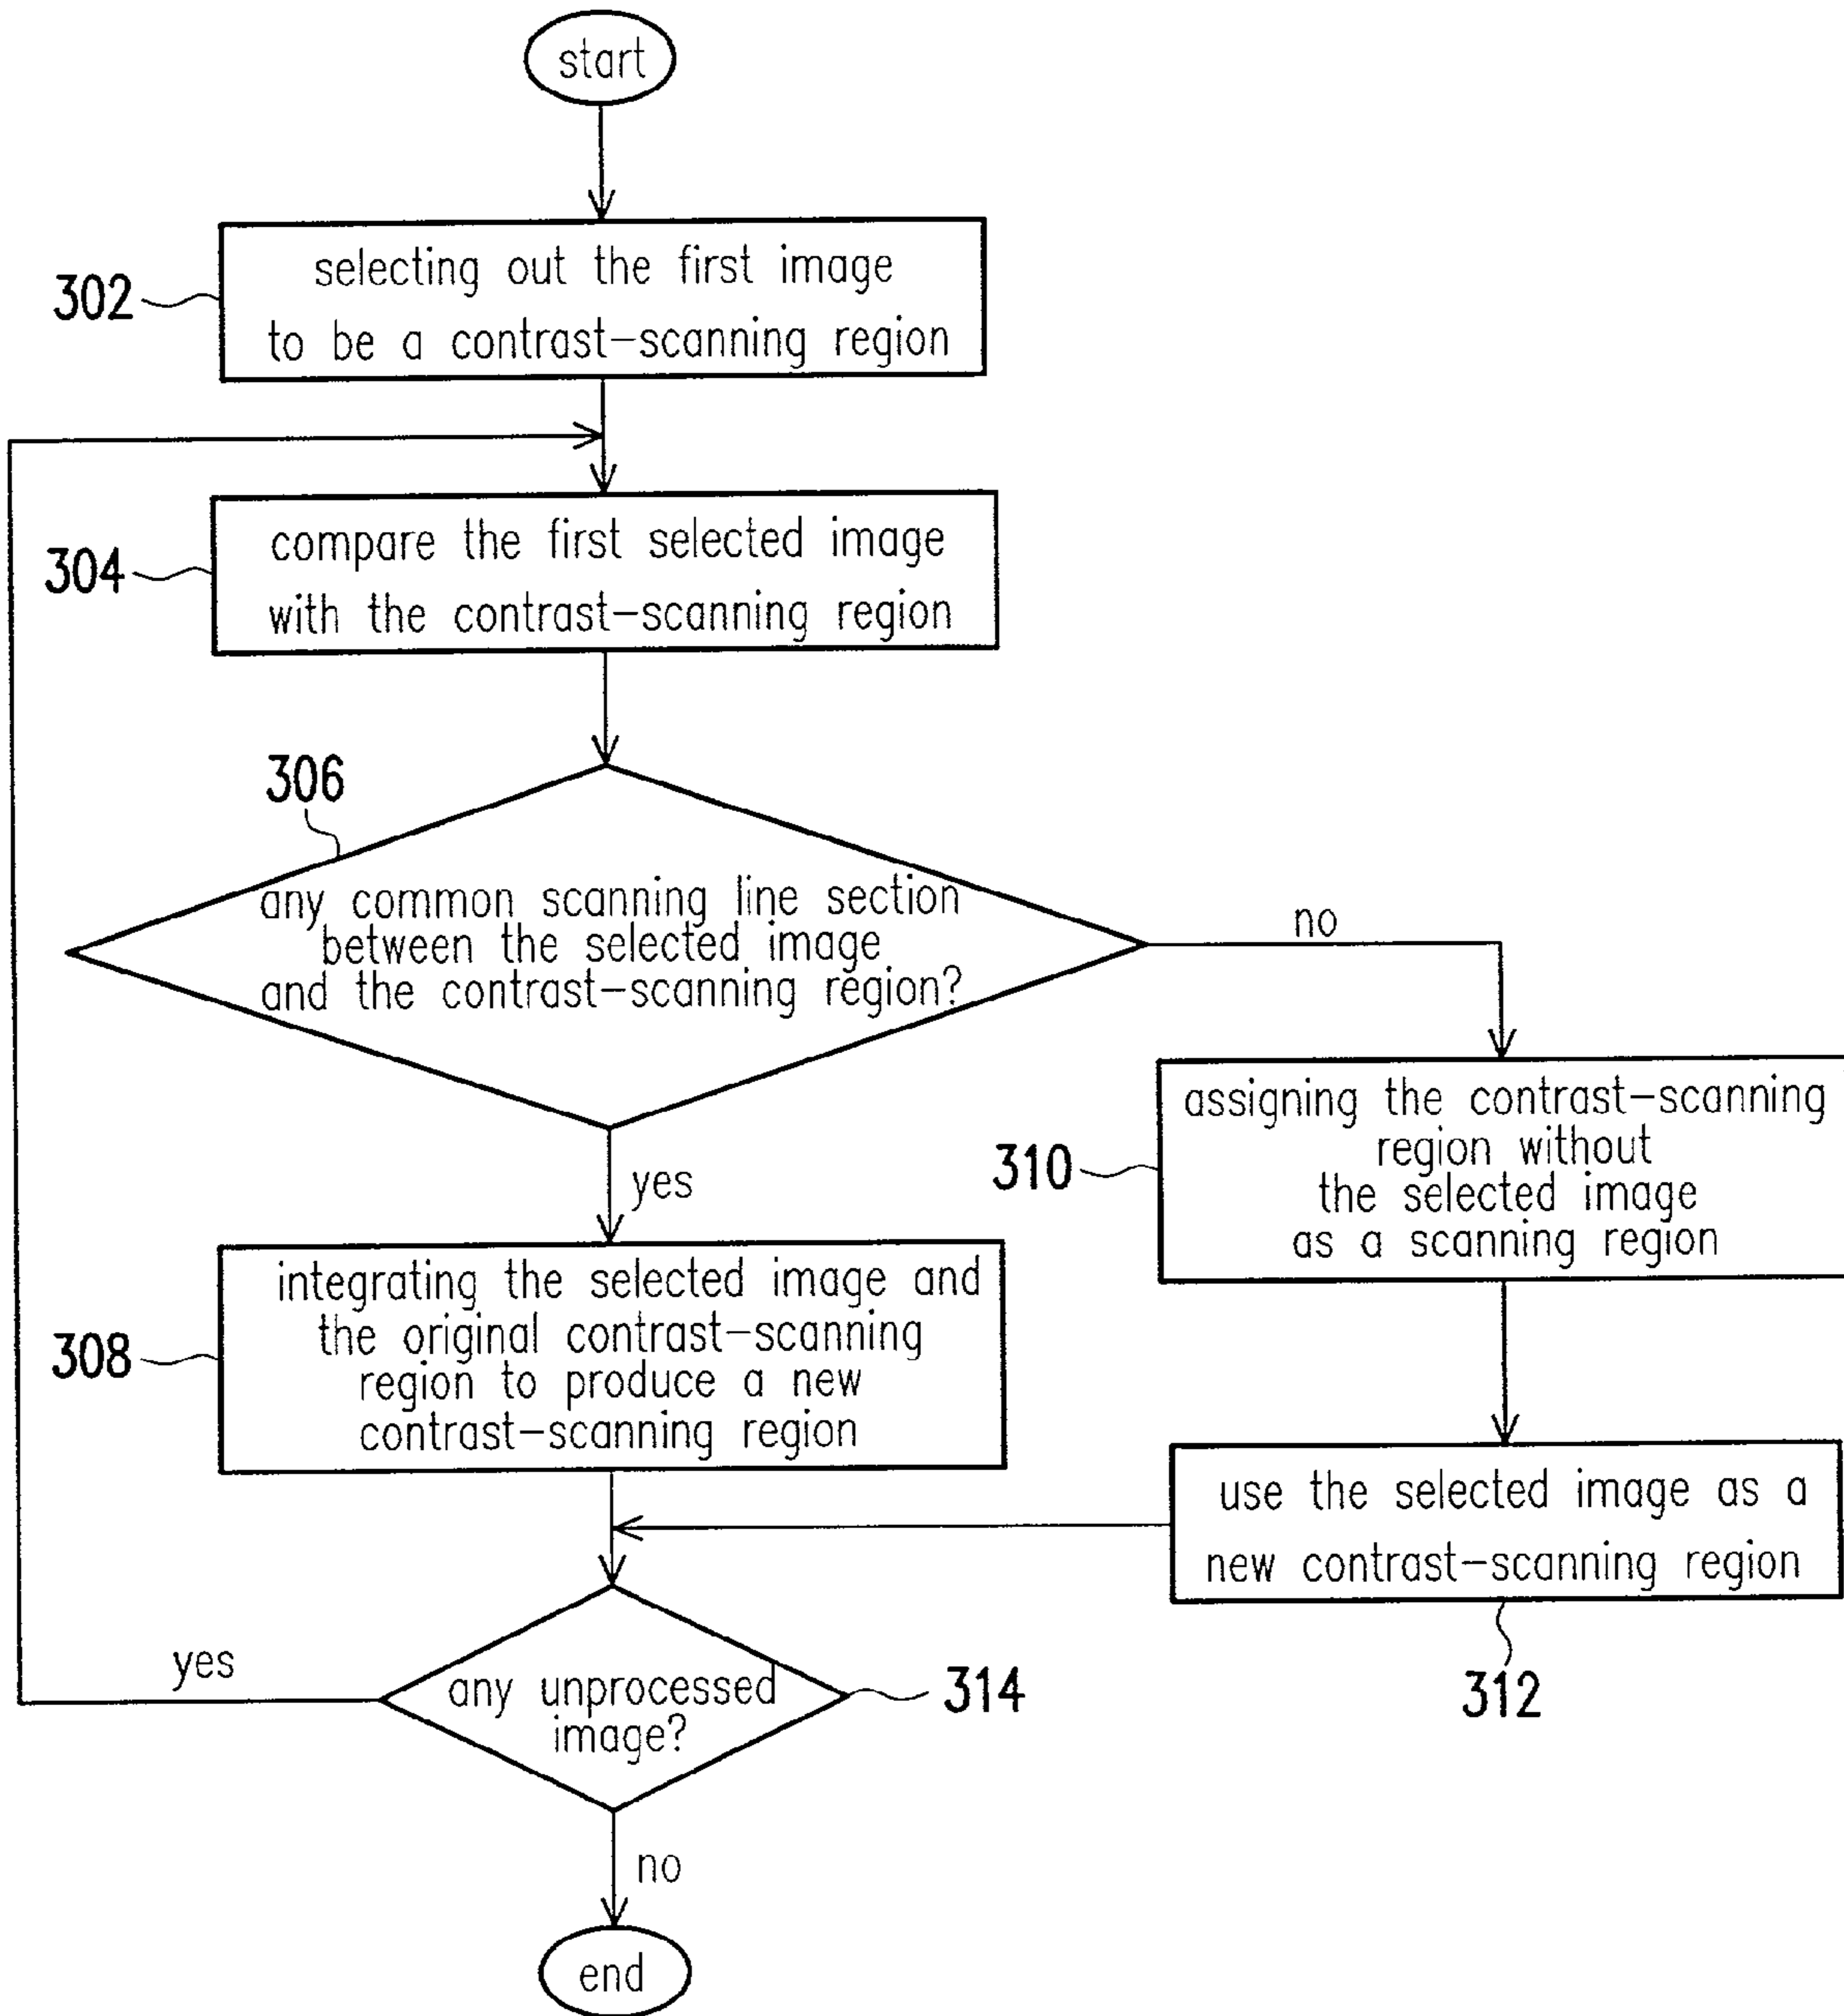 start
302
selecting out the first image
to be a contrast-scanning region
304
compare the first selected image
with the contrast-scanning region
306
any common scanning line section
between the selected image
and the contrast-scanning region?
no
yes
310
assigning the contrast-scanning
region without
the selected image
as a scanning region
308
integrating the selected image and
the original contrast-scanning
region to produce a new
contrast-scanning region
use the selected image as a
new contrast-scanning region
312
yes
any unprocessed
image?
314
no
end